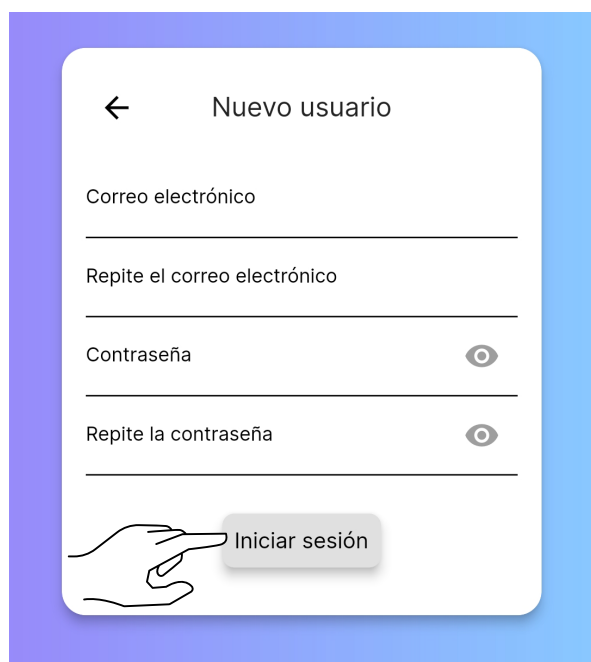 Nuevo usuario
Correo electrónico
Repite el correo electrónico
Contraseña
Repite la contraseña
Iniciar sesión